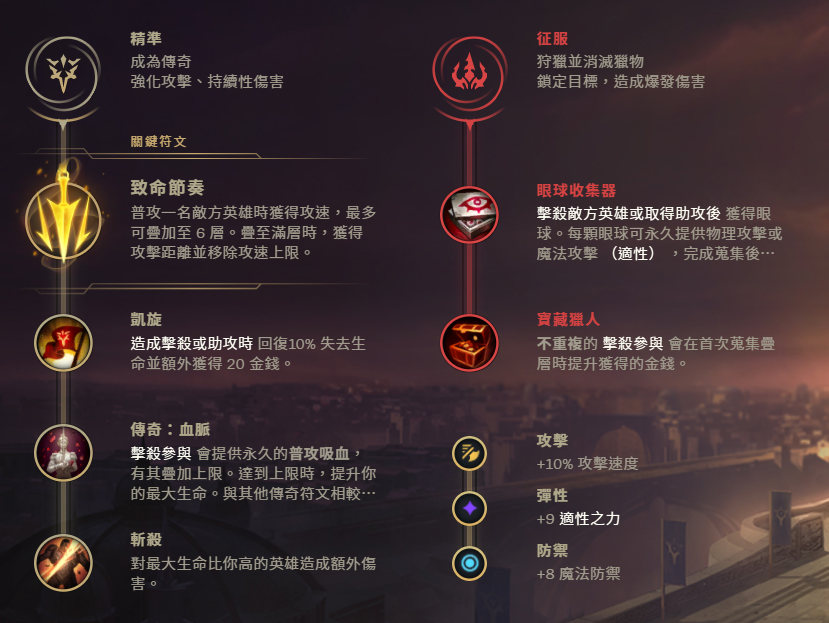 精準
成為傳奇
強化攻擊、持續性傷害
關鍵符文
致命節奏
普攻一名敵方英雄時獲得攻速，最多
可疊加至 6 層。疊至滿層時，獲得
攻擊距離並移除攻速上限。
凱旋
造成擊殺或助攻時 回復10% 失去生
命並額外獲得 20 金錢。
傳奇：血脈
擊殺參與 會提供永久的普攻吸血，
有其疊加上限。達到上限時，提升你
的最大生命。與其他傳奇符文相較⋯
斬殺
對最大生命比你高的英雄造成額外傷
害。
征服
狩獵並消滅獵物
鎖定目標，造成爆發傷害
眼球收集器
擊殺敵方英雄或取得助攻後 獲得眼
球。每顆眼球可永久提供物理攻擊或
魔法攻擊 （適性） ，完成蒐集後⋯
寶藏獵人
不重複的 擊殺參與 會在首次蒐集疊
層時提升獲得的金錢。
攻擊
+10% 攻擊速度
彈性
+9 適性之力
防禦
+8 魔法防禦